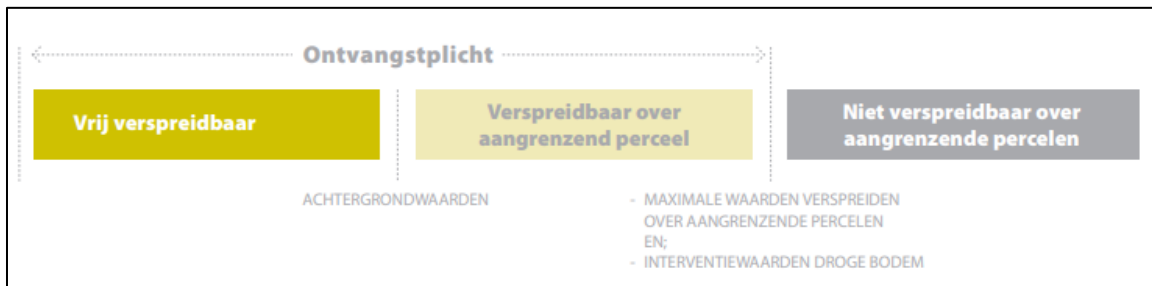 Ontvangstplicht
Vrij verspreidbaar
Verspreidbaar over
aangrenzend perceel
Niet verspreidbaar over
aangrenzende percelen
ACHTERGRONDWAARDEN
- MAXIMALE WAARDEN VERSPREIDEN
OVER AANGRENZENDE PERCELEN
EN;
- INTERVENTIEWAARDEN DROGE BODEM